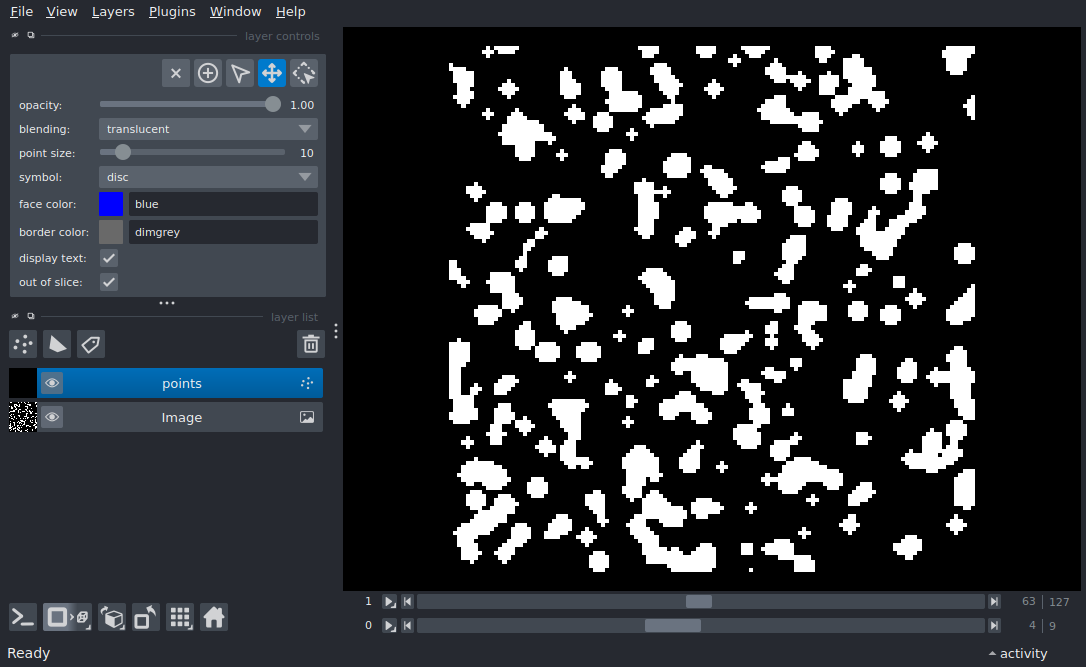 File View Layers Plugins Window Help
layer controls
opacity: 1.00
blending: translucent
point size: 10
symbol: disc
face color: blue
border color: dimgrey
display text:
out of slice:
layer list
points
Image
1 63 | 127
0 4 | 9
Ready activity